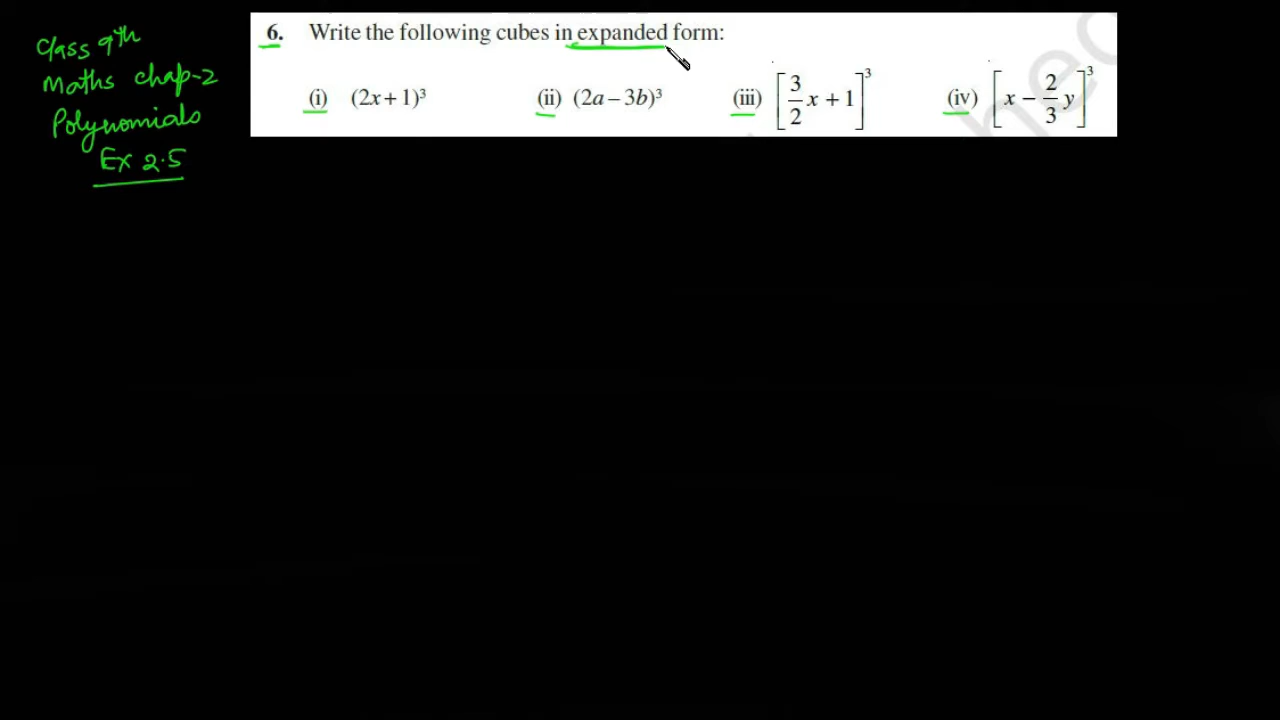 Class 9th
Maths chap-2
Polynomials
Ex 2.5
6. Write the following cubes in expanded form:
(i) (2x+1)³ (ii) (2a – 3b)³ (iii) [3/2 x + 1]³ (iv) [x – 2/3 y]³